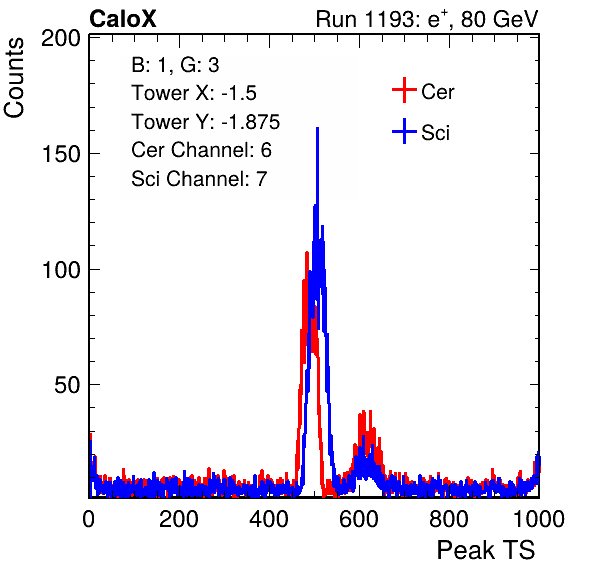 CaloX Run 1193: e⁺, 80 GeV
B: 1, G: 3
Tower X: -1.5
Tower Y: -1.875
Cer Channel: 6
Sci Channel: 7
Cer
Sci
Counts
200
150
100
50
0 200 400 600 800 1000
Peak TS